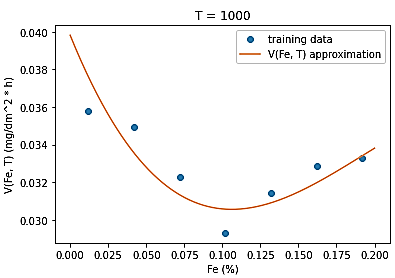 T = 1000
training data
V(Fe, T) approximation
V(Fe, T) (mg/dm^2 * h)
0.040
0.038
0.036
0.034
0.032
0.030
0.000 0.025 0.050 0.075 0.100 0.125 0.150 0.175 0.200
Fe (%)